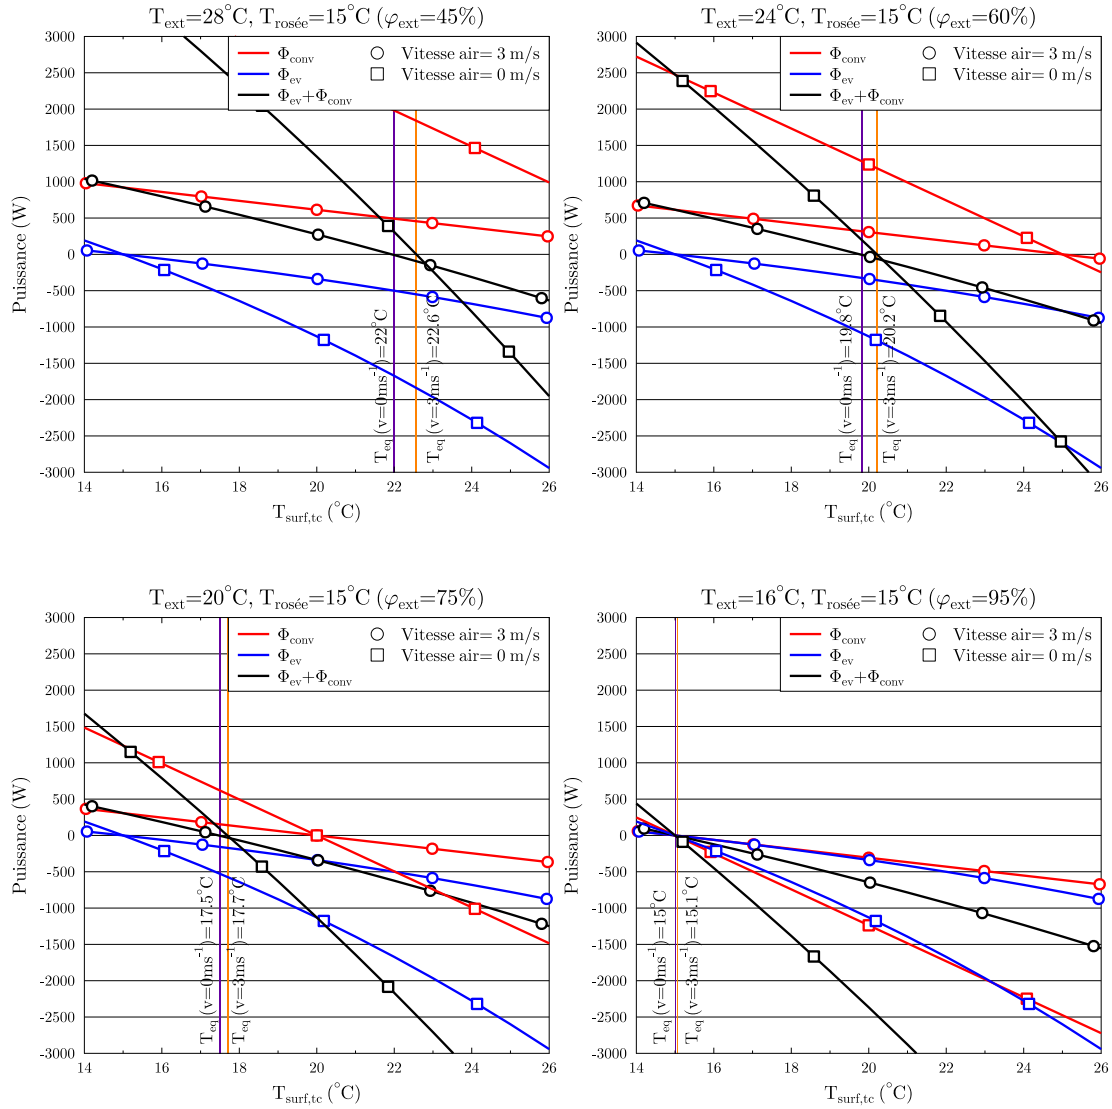 T_ext=28°C, T_rosée=15°C (φ_ext=45%)
3000
2500
2000
1500
1000
500
0
-500
-1000
-1500
-2000
-2500
-3000
Puissance (W)
Φ_conv
Φ_ev
Φ_ev+Φ_conv
Vitesse air= 3 m/s
Vitesse air= 0 m/s
T_eq (v=0ms^-1)=22°C
T_eq (v=3ms^-1)=22.6°C
14 16 18 20 22 24 26
T_surf,tc (°C)
T_ext=24°C, T_rosée=15°C (φ_ext=60%)
3000
2500
2000
1500
1000
500
0
-500
-1000
-1500
-2000
-2500
-3000
Puissance (W)
Φ_conv
Φ_ev
Φ_ev+Φ_conv
Vitesse air= 3 m/s
Vitesse air= 0 m/s
T_eq (v=0ms^-1)=19.8°C
T_eq (v=3ms^-1)=20.2°C
14 16 18 20 22 24 26
T_surf,tc (°C)
T_ext=20°C, T_rosée=15°C (φ_ext=75%)
3000
2500
2000
1500
1000
500
0
-500
-1000
-1500
-2000
-2500
-3000
Puissance (W)
Φ_conv
Φ_ev
Φ_ev+Φ_conv
Vitesse air= 3 m/s
Vitesse air= 0 m/s
T_eq (v=0ms^-1)=17.5°C
T_eq (v=3ms^-1)=17.7°C
14 16 18 20 22 24 26
T_surf,tc (°C)
T_ext=16°C, T_rosée=15°C (φ_ext=95%)
3000
2500
2000
1500
1000
500
0
-500
-1000
-1500
-2000
-2500
-3000
Puissance (W)
Φ_conv
Φ_ev
Φ_ev+Φ_conv
Vitesse air= 3 m/s
Vitesse air= 0 m/s
T_eq (v=0ms^-1)=15°C
T_eq (v=3ms^-1)=15.1°C
14 16 18 20 22 24 26
T_surf,tc (°C)